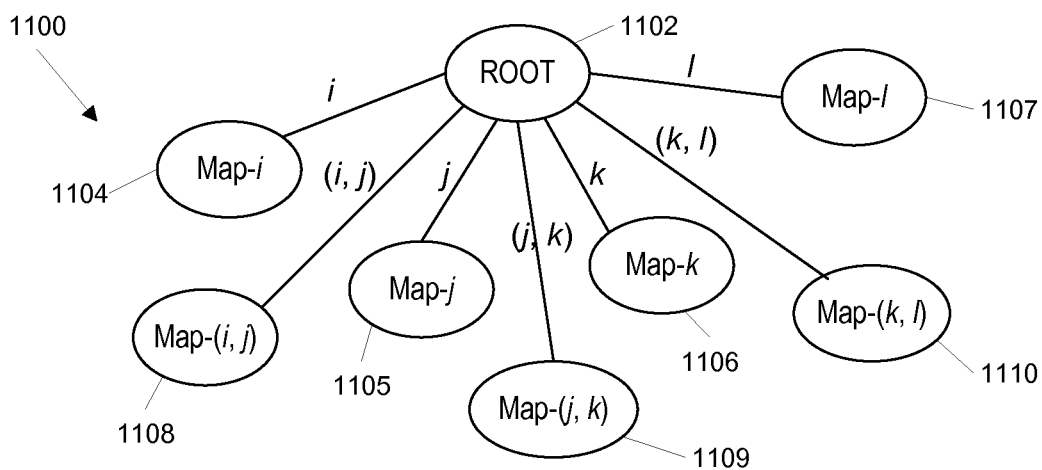 1100
1102
ROOT
l
Map-l
1107
i
(k, l)
Map-i
(i, j)
j
k
1104
(j, k)
Map-k
Map-j
Map-(k, l)
Map-(i, j)
1106
1105
1110
Map-(j, k)
1108
1109